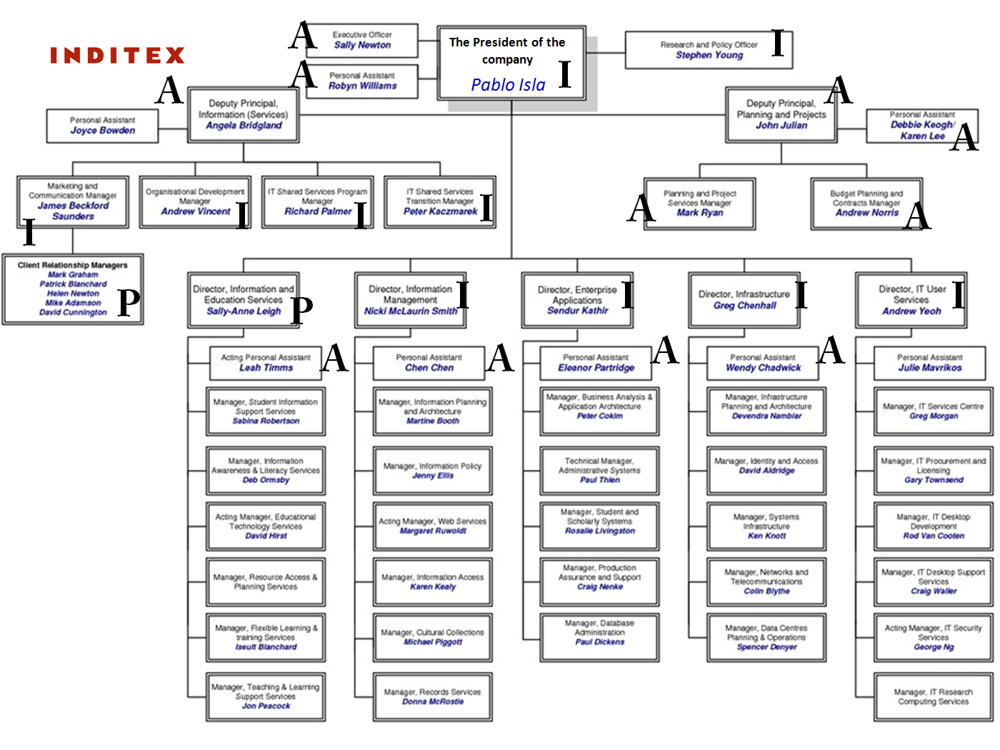 INDITEX
A
Executive Officer
Sally Newton
A
Personal Assistant
Robyn Williams
The President of the
company
Pablo Isla
I
Research and Policy Officer
Stephen Young
I
A
Deputy Principal,
Information (Services)
Angela Bridgland
Personal Assistant
Joyce Bowden
A
Deputy Principal,
Planning and Projects
John Julian
Personal Assistant
Debbie Keogh/
Karen Lee
A
Marketing and
Communication Manager
James Beckford
Saunders
I
Organisational Development
Manager
Andrew Vincent
I
IT Shared Services Program
Manager
Richard Palmer
I
IT Shared Services
Transition Manager
Peter Kaczmarek
I
A
Planning and Project
Services Manager
Mark Ryan
Budget Planning and
Contracts Manager
Andrew Norris
A
Client Relationship Managers
Mark Graham
Patrick Blanchard
Helen Newton
Mike Adamson
David Cunnington
P
Director, Information and
Education Services
Sally-Anne Leigh
P
Director, Information
Management
Nicki McLaurin Smith
I
Director, Enterprise
Applications
Sendur Kathir
I
Director, Infrastructure
Greg Chenhall
I
Director, IT User
Services
Andrew Yeoh
I
Acting Personal Assistant
Leah Timms
A
Manager, Student Information
Support Services
Sabina Robertson
Manager, Information
Awareness & Literacy Services
Deb Ormsby
Acting Manager, Educational
Technology Services
David Hirst
Manager, Resource Access &
Planning Services
Manager, Flexible Learning &
training Services
Iseult Blanchard
Manager, Teaching & Learning
Support Services
Jon Peacock
Personal Assistant
Chen Chen
A
Manager, Information Planning
and Architecture
Martine Booth
Manager, Information Policy
Jenny Ellis
Acting Manager, Web Services
Margaret Ruwoldt
Manager, Information Access
Karen Kealy
Manager, Cultural Collections
Michael Piggott
Manager, Records Services
Donna McRostie
Personal Assistant
Eleanor Partridge
A
Manager, Business Analysis &
Application Architecture
Peter Cokim
Technical Manager,
Administrative Systems
Paul Thien
Manager, Student and
Scholarly Systems
Rosalie Livingston
Manager, Production
Assurance and Support
Craig Nenke
Manager, Database
Administration
Paul Dickens
Personal Assistant
Wendy Chadwick
A
Manager, Infrastructure
Planning and Architecture
Devendra Nambiar
Manager, Identity and Access
David Aldridge
Manager, Systems
Infrastructure
Ken Knott
Manager, Networks and
Telecommunications
Colin Blythe
Manager, Data Centres
Planning & Operations
Spencer Denyer
Personal Assistant
Julie Mavrikos
Manager, IT Services Centre
Greg Morgan
Manager, IT Procurement and
Licensing
Gary Townsend
Manager, IT Desktop
Development
Rod Van Cooten
Manager, IT Desktop Support
Services
Craig Waller
Acting Manager, IT Security
Services
George Ng
Manager, IT Research
Computing Services